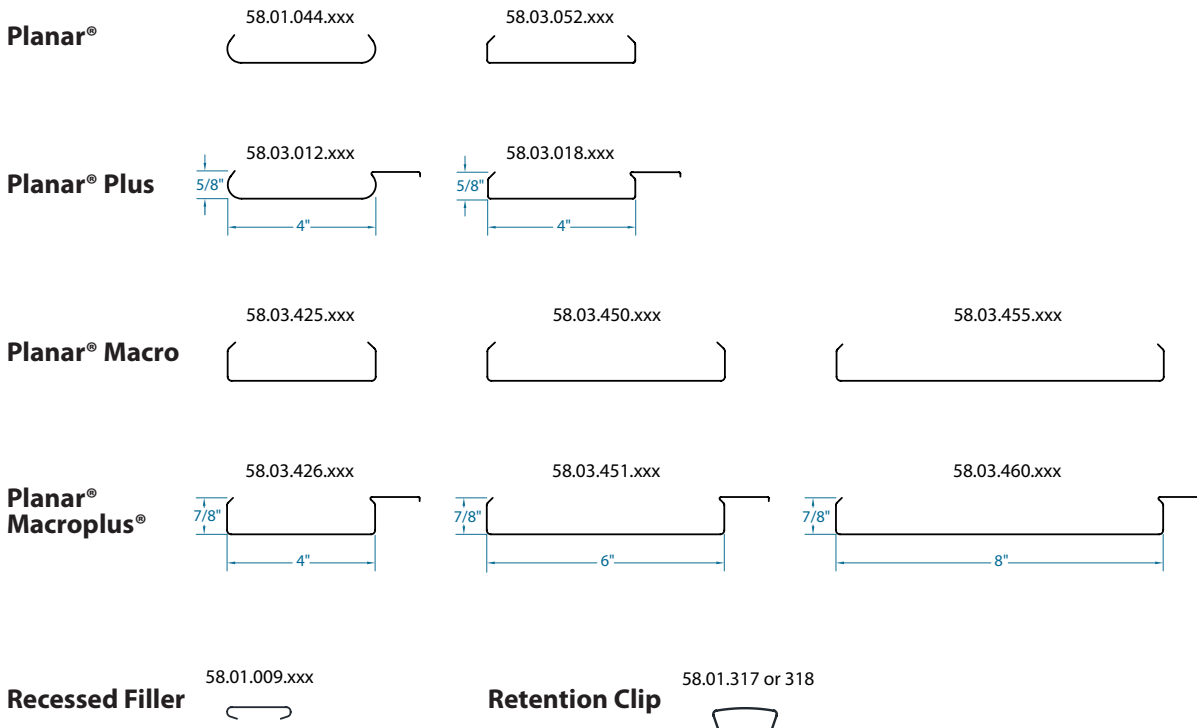 Planar®
58.01.044.xxx
58.03.052.xxx
Planar® Plus
58.03.012.xxx
5/8"
4"
58.03.018.xxx
5/8"
4"
Planar® Macro
58.03.425.xxx
58.03.450.xxx
58.03.455.xxx
Planar®
Macroplus®
58.03.426.xxx
7/8"
4"
58.03.451.xxx
7/8"
6"
58.03.460.xxx
7/8"
8"
Recessed Filler
58.01.009.xxx
Retention Clip
58.01.317 or 318